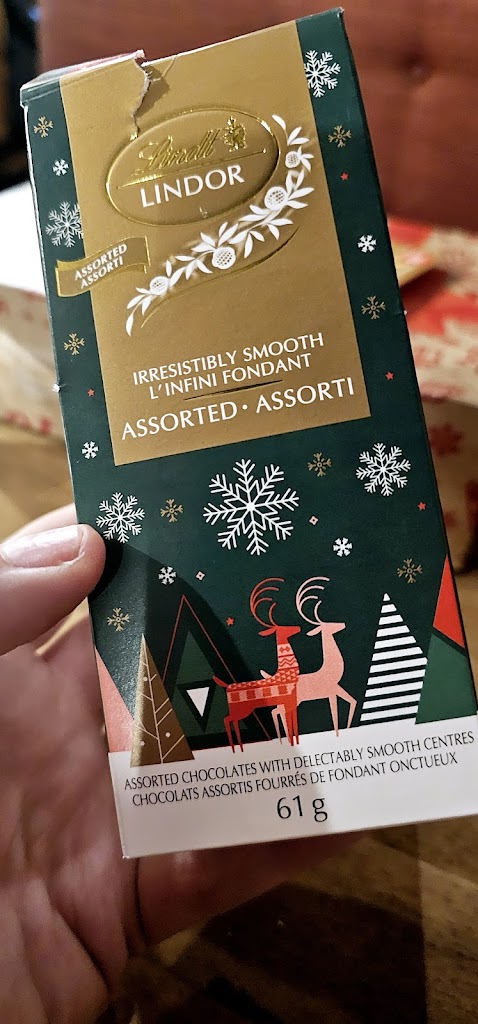 Lindt
LINDOR
ASSORTED
ASSORTI
IRRESISTIBLY SMOOTH
L'INFINI FONDANT
ASSORTED • ASSORTI
ASSORTED CHOCOLATES WITH DELECTABLY SMOOTH CENTRES
CHOCOLATS ASSORTIS FOURRÉS DE FONDANT ONCTUEUX
61 g